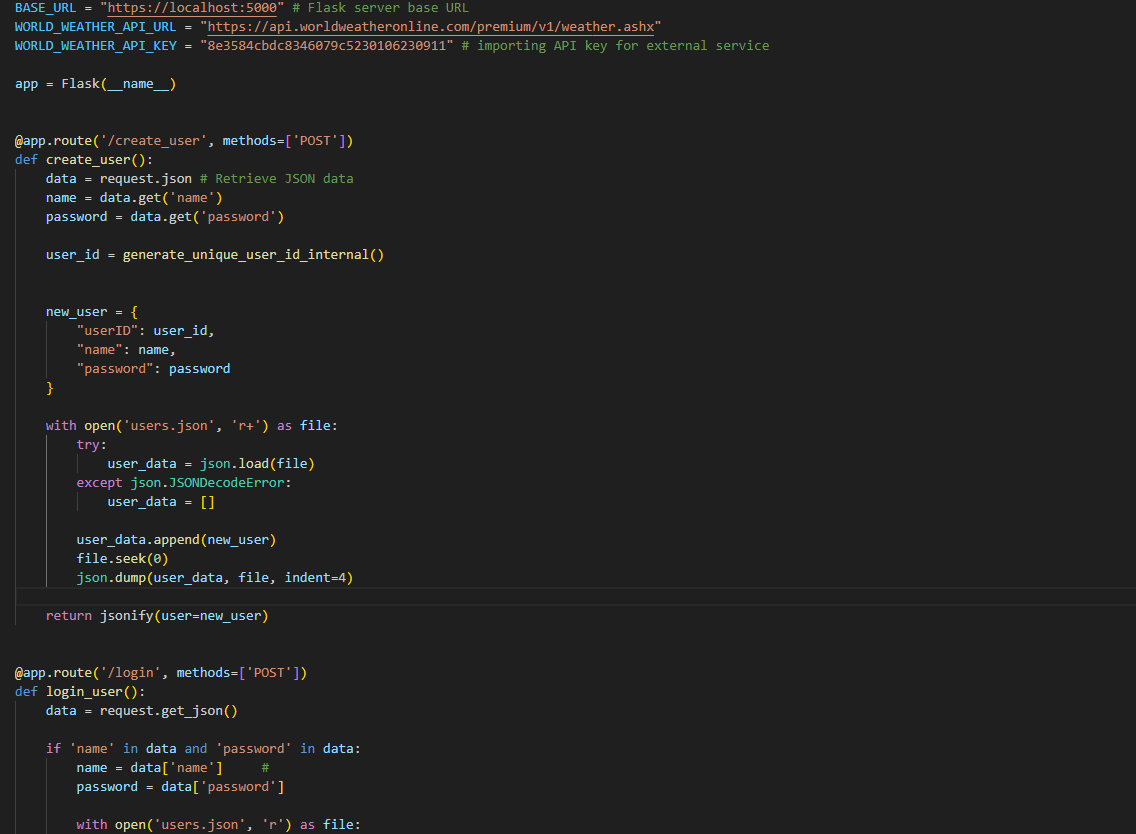 BASE_URL = "https://localhost:5000" # Flask server base URL
WORLD_WEATHER_API_URL = "https://api.worldweatheronline.com/premium/v1/weather.ashx"
WORLD_WEATHER_API_KEY = "8e3584cbdc8346079c5230106230911" # importing API key for external service
app = Flask(__name__)
@app.route('/create_user', methods=['POST'])
def create_user():
    data = request.json # Retrieve JSON data
    name = data.get('name')
    password = data.get('password')
    user_id = generate_unique_user_id_internal()
    new_user = {
        "userID": user_id,
        "name": name,
        "password": password
    }
    with open('users.json', 'r+') as file:
        try:
            user_data = json.load(file)
        except json.JSONDecodeError:
            user_data = []
        user_data.append(new_user)
        file.seek(0)
        json.dump(user_data, file, indent=4)
    return jsonify(user=new_user)
@app.route('/login', methods=['POST'])
def login_user():
    data = request.get_json()
    if 'name' in data and 'password' in data:
        name = data['name']     #
        password = data['password']
        with open('users.json', 'r') as file: